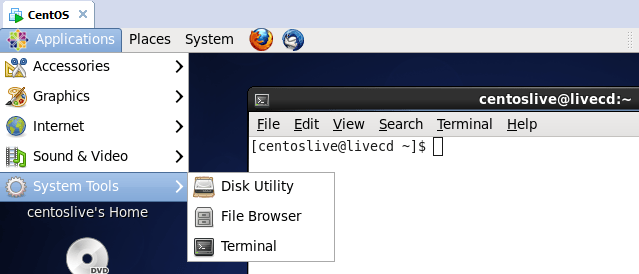 CentOS
Applications Places System
Accessories
Graphics
Internet
Sound & Video
System Tools
centoslive's Home
DVD
Disk Utility
File Browser
Terminal
centoslive@livecd:~
File Edit View Search Terminal Help
[centoslive@livecd ~]$